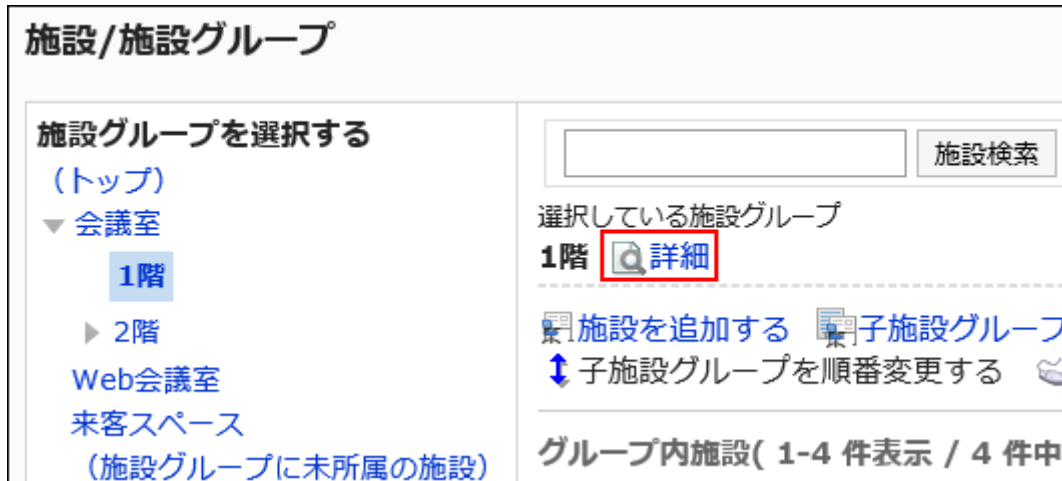 施設/施設グループ
施設グループを選択する
（トップ）
会議室
1階
2階
Web会議室
来客スペース
（施設グループに未所属の施設）
施設検索
選択している施設グループ
1階 詳細
施設を追加する 子施設グループ
子施設グループを順番変更する
グループ内施設( 1-4 件表示 / 4 件中